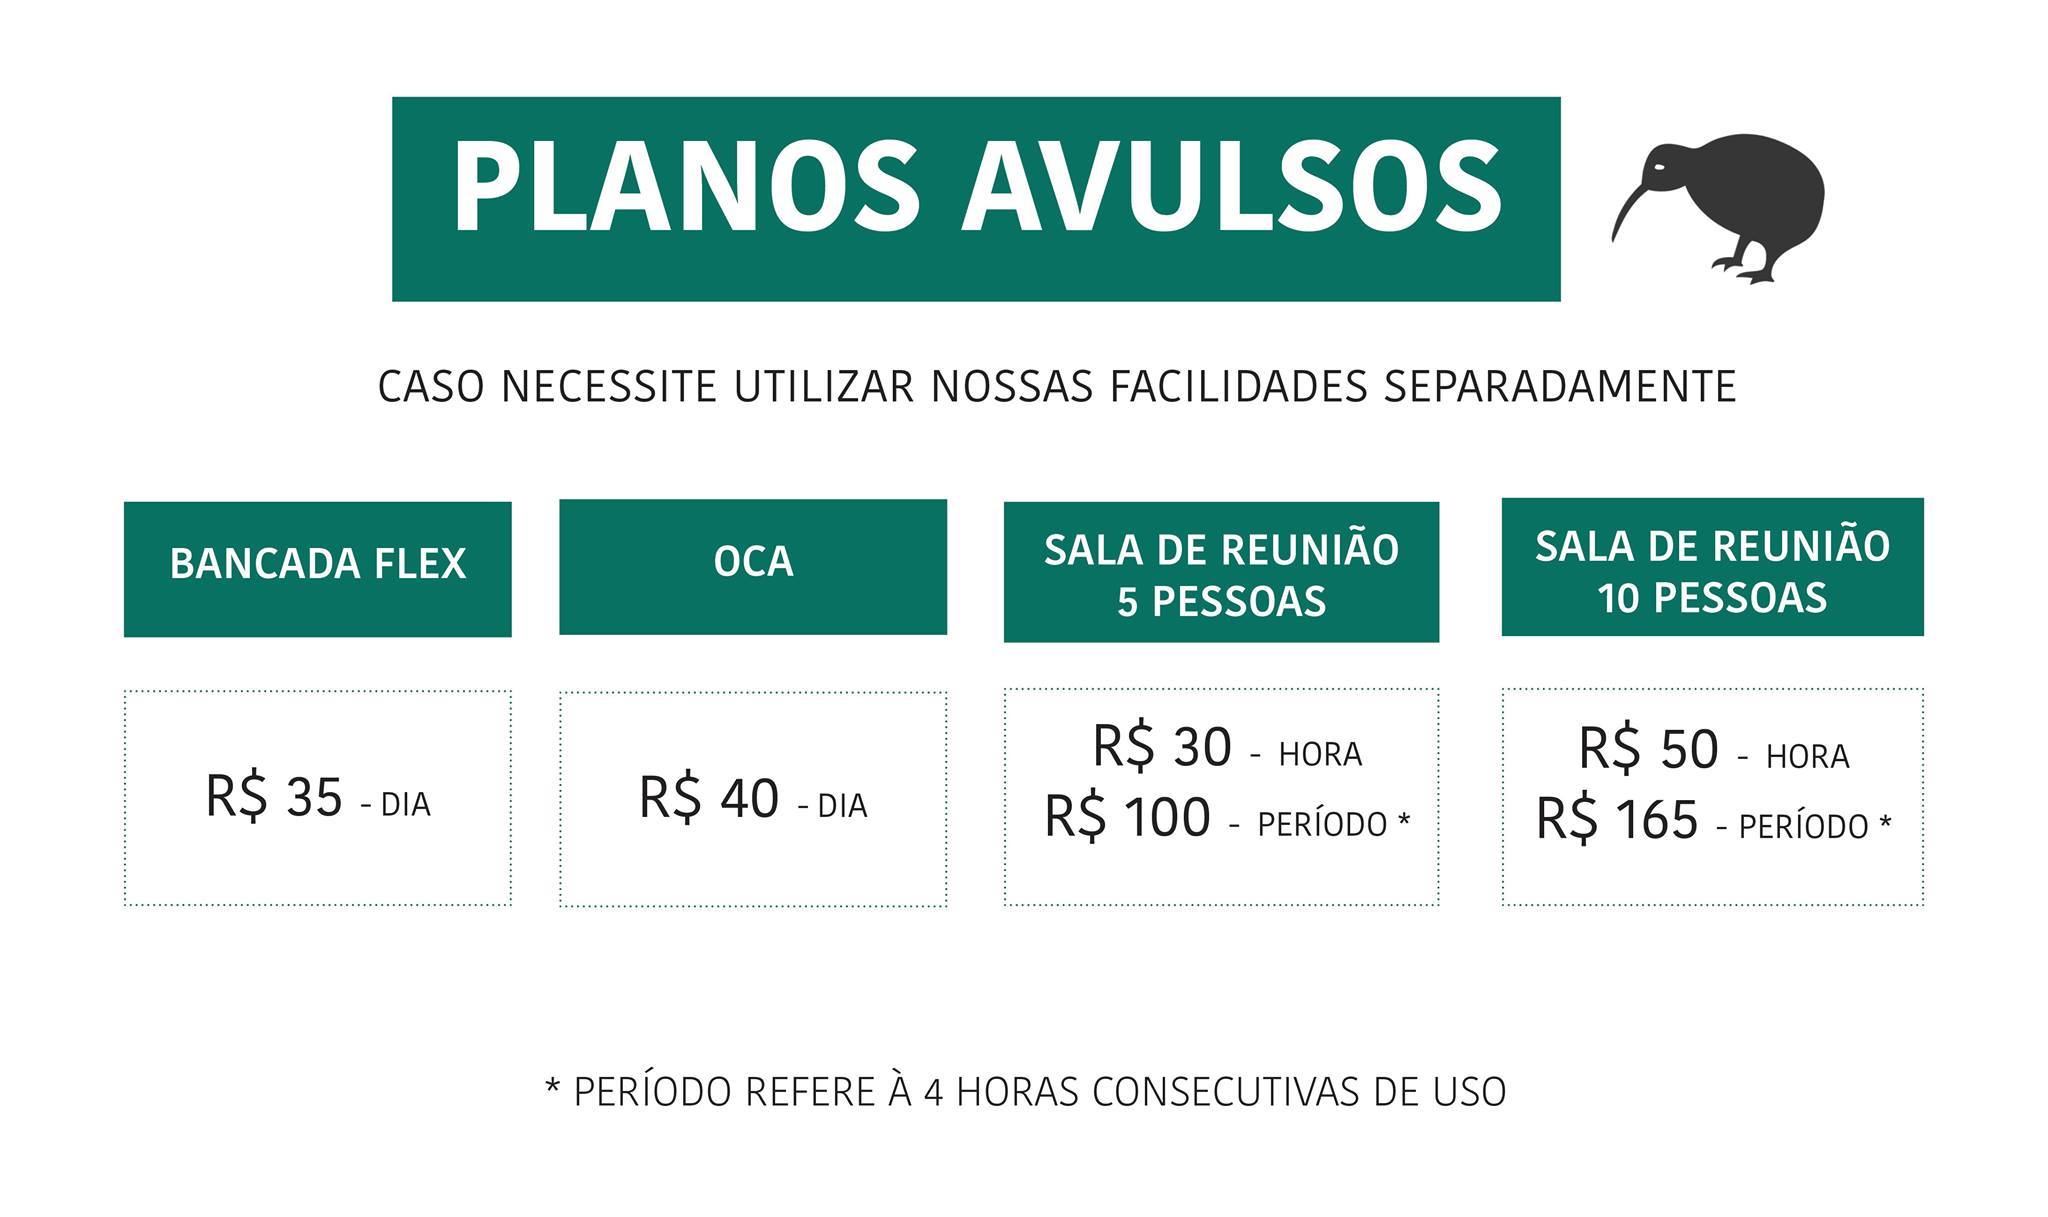 PLANOS AVULSOS
CASO NECESSITE UTILIZAR NOSSAS FACILIDADES SEPARADAMENTE
BANCADA FLEX
R$ 35 - DIA
OCA
R$ 40 - DIA
SALA DE REUNIÃO
5 PESSOAS
R$ 30 - HORA
R$ 100 - PERÍODO *
SALA DE REUNIÃO
10 PESSOAS
R$ 50 - HORA
R$ 165 - PERÍODO *
* PERÍODO REFERE À 4 HORAS CONSECUTIVAS DE USO